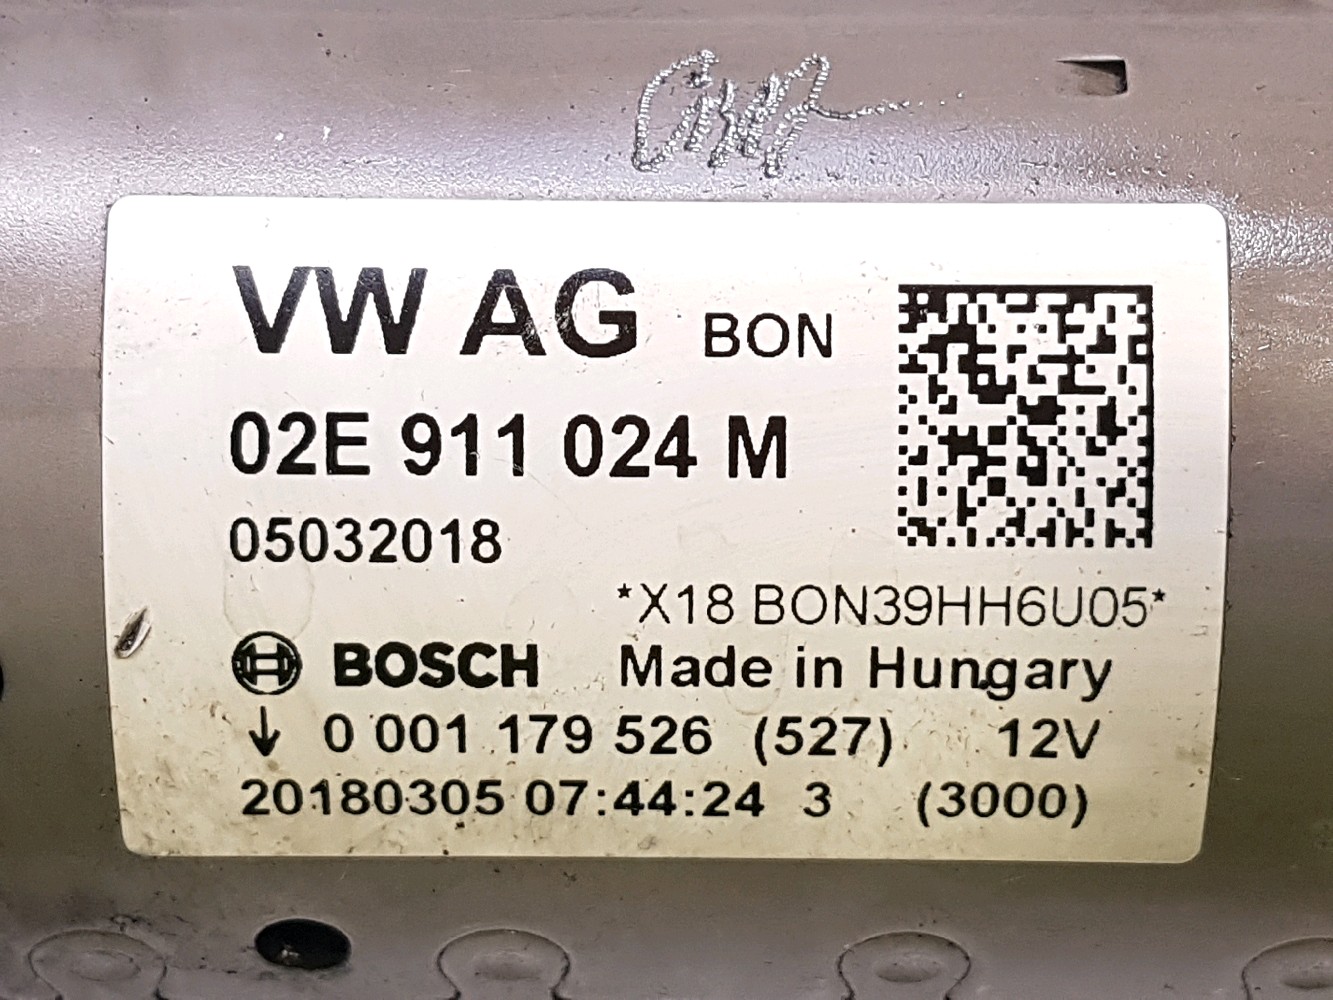 VW AG BON
02E 911 024 M
05032018
*X18 BON39HH6U05*
BOSCH Made in Hungary
↓ 0 001 179 526 (527) 12V
20180305 07:44:24 3 (3000)